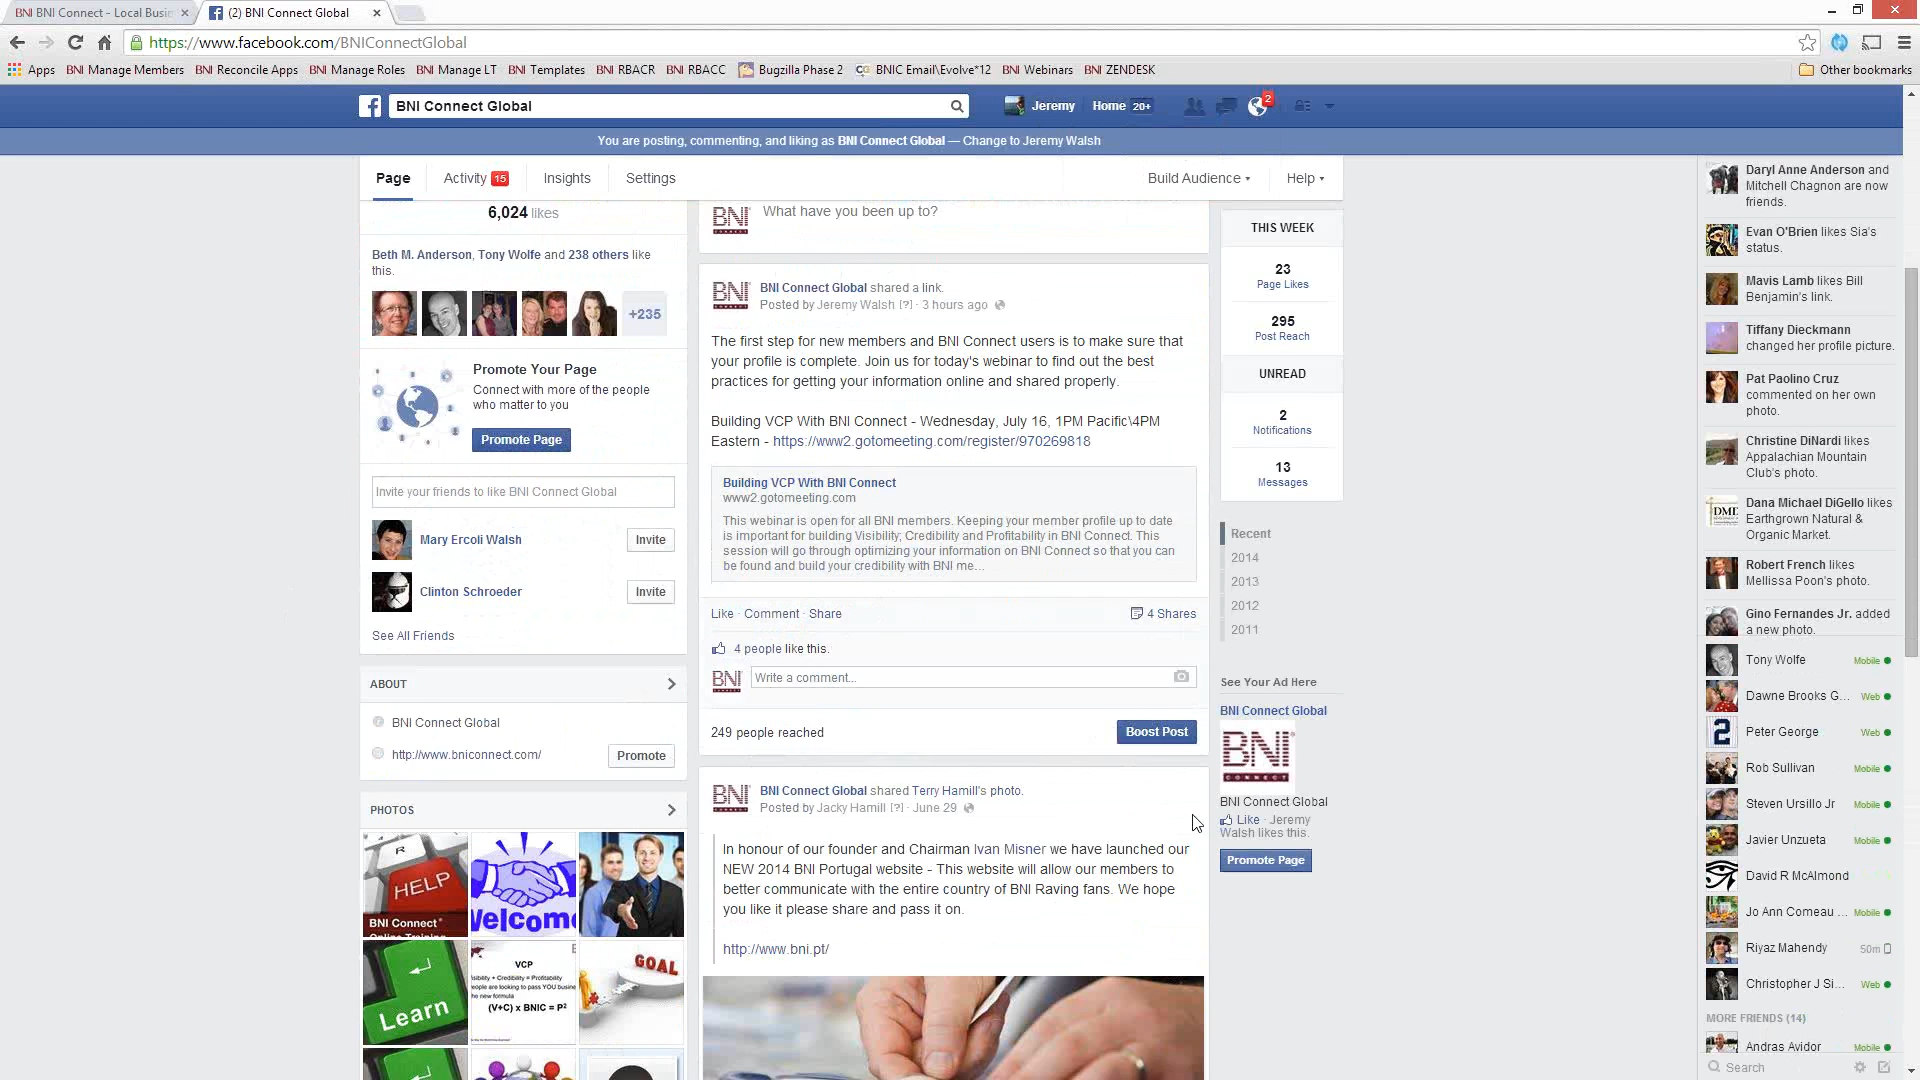 BNI BNI Connect - Local Busin
(2) BNI Connect Global
https://www.facebook.com/BNIConnectGlobal
Apps
BNI Manage Members
BNI Reconcile Apps
BNI Manage Roles
BNI Manage LT
BNI Templates
BNI RBACR
BNI RBACC
Bugzilla Phase 2
BNIC Email\Evolve*12
BNI Webinars
BNI ZENDESK
Other bookmarks
BNI Connect Global
Jeremy
Home 20+
2
You are posting, commenting, and liking as BNI Connect Global — Change to Jeremy Walsh
Page
Activity 15
Insights
Settings
Build Audience
Help
6,024 likes
Beth M. Anderson, Tony Wolfe and 238 others like
this.
+235
Promote Your Page
Connect with more of the people
who matter to you
Promote Page
Invite your friends to like BNI Connect Global
Mary Ercoli Walsh
Invite
Clinton Schroeder
Invite
See All Friends
ABOUT
BNI Connect Global
http://www.bniconnect.com/
Promote
PHOTOS
HELP
BNI Connect
Online Training
Welcome
Learn
VCP
(V+C) x BNIC = P²
GOAL
BNI
CONNECT
What have you been up to?
BNI
CONNECT
BNI Connect Global shared a link.
Posted by Jeremy Walsh [?] · 3 hours ago
The first step for new members and BNI Connect users is to make sure that
your profile is complete. Join us for today's webinar to find out the best
practices for getting your information online and shared properly.
Building VCP With BNI Connect - Wednesday, July 16, 1PM Pacific\4PM
Eastern - https://www2.gotomeeting.com/register/970269818
Building VCP With BNI Connect
www2.gotomeeting.com
This webinar is open for all BNI members. Keeping your member profile up to date
is important for building Visibility, Credibility and Profitability in BNI Connect. This
session will go through optimizing your information on BNI Connect so that you can
be found and build your credibility with BNI me...
Like · Comment · Share
4 Shares
4 people like this.
BNI
Write a comment...
249 people reached
Boost Post
BNI
CONNECT
BNI Connect Global shared Terry Hamill's photo.
Posted by Jacky Hamill [?] · June 29
In honour of our founder and Chairman Ivan Misner we have launched our
NEW 2014 BNI Portugal website - This website will allow our members to
better communicate with the entire country of BNI Raving fans. We hope
you like it please share and pass it on.
http://www.bni.pt/
THIS WEEK
23
Page Likes
295
Post Reach
UNREAD
2
Notifications
13
Messages
Recent
2014
2013
2012
2011
See Your Ad Here
BNI Connect Global
BNI
CONNECT
BNI Connect Global
Like · Jeremy
Walsh likes this.
Promote Page
Daryl Anne Anderson and
Mitchell Chagnon are now
friends.
Evan O'Brien likes Sia's
status.
Mavis Lamb likes Bill
Benjamin's link.
Tiffany Dieckmann
changed her profile picture.
Pat Paolino Cruz
commented on her own
photo.
Christine DiNardi likes
Appalachian Mountain
Club's photo.
Dana Michael DiGello likes
Earthgrown Natural &
Organic Market.
Robert French likes
Mellissa Poon's photo.
Gino Fernandes Jr. added
a new photo.
Tony Wolfe Mobile
Dawne Brooks G... Web
Peter George Web
Rob Sullivan Mobile
Steven Ursillo Jr Mobile
Javier Unzueta Mobile
David R McAlmond
Jo Ann Comeau ... Mobile
Riyaz Mahendy 50m
Christopher J Si... Web
MORE FRIENDS (14)
Andras Avidor Mobile
Search